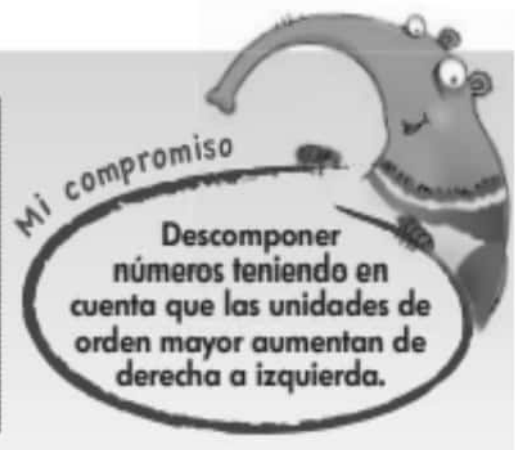 Mi compromiso
Descomponer
números teniendo en
cuenta que las unidades de
orden mayor aumentan de
derecha a izquierda.